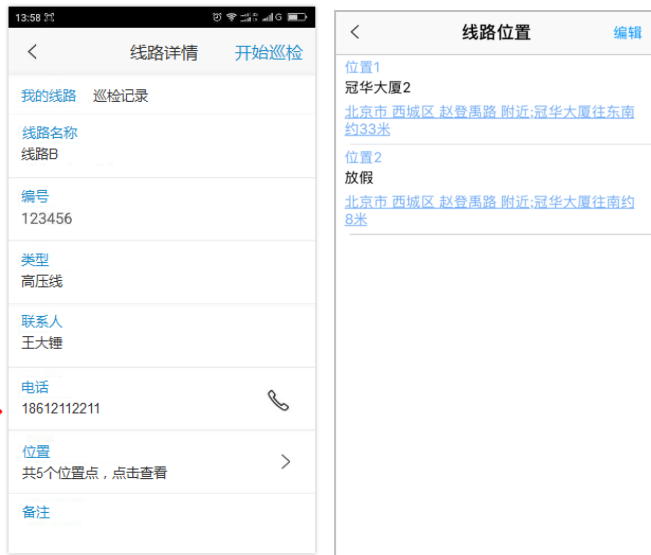 13:58
G
线路详情
开始巡检
我的线路 巡检记录
线路名称
线路B
编号
123456
类型
高压线
联系人
王大锤
电话
18612112211
位置
共5个位置点，点击查看
备注
线路位置
编辑
位置1
冠华大厦2
北京市 西城区 赵登禹路 附近;冠华大厦往东南
约33米
位置2
放假
北京市 西城区 赵登禹路 附近;冠华大厦往南约
8米